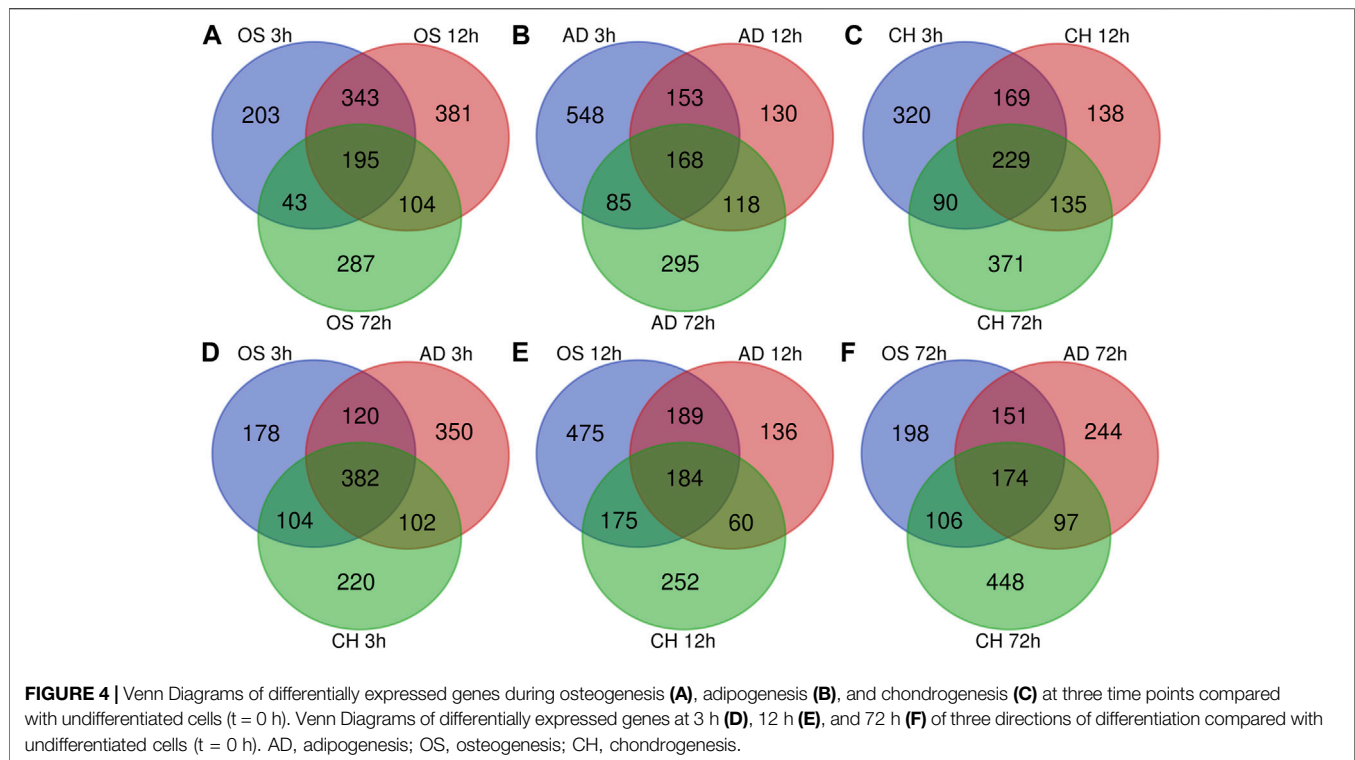 A OS 3h OS 12h
203 343 381
195
43 104
287
OS 72h
B AD 3h AD 12h
548 153 130
168
85 118
295
AD 72h
C CH 3h CH 12h
320 169 138
229
90 135
371
CH 72h
D OS 3h AD 3h
178 120 350
382
104 102
220
CH 3h
E OS 12h AD 12h
475 189 136
184
175 60
252
CH 12h
F OS 72h AD 72h
198 151 244
174
106 97
448
CH 72h
FIGURE 4 | Venn Diagrams of differentially expressed genes during osteogenesis (A), adipogenesis (B), and chondrogenesis (C) at three time points compared
with undifferentiated cells (t = 0 h). Venn Diagrams of differentially expressed genes at 3 h (D), 12 h (E), and 72 h (F) of three directions of differentiation compared with
undifferentiated cells (t = 0 h). AD, adipogenesis; OS, osteogenesis; CH, chondrogenesis.